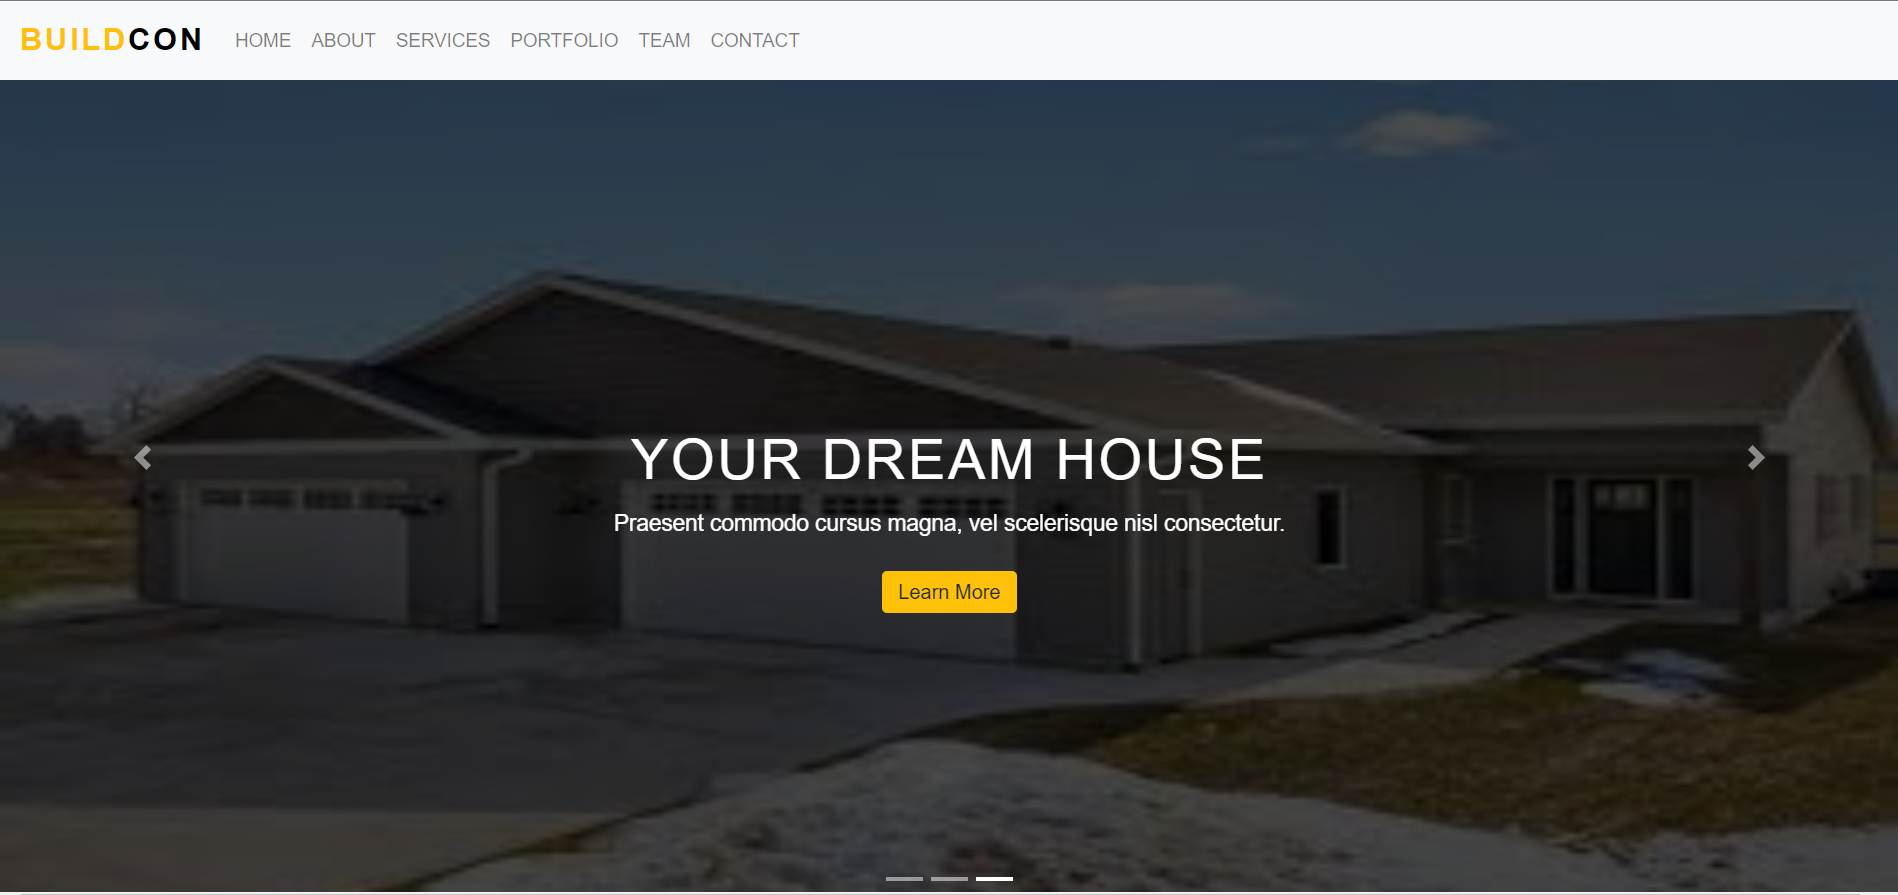 BUILDCON HOME ABOUT SERVICES PORTFOLIO TEAM CONTACT
YOUR DREAM HOUSE
Praesent commodo cursus magna, vel scelerisque nisl consectetur.
Learn More